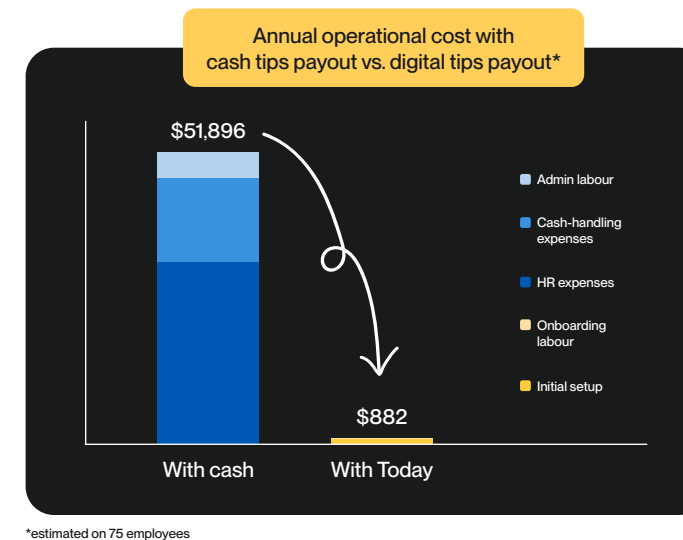 Annual operational cost with
cash tips payout vs. digital tips payout*
$51,896
Admin labour
Cash-handling
expenses
HR expenses
Onboarding
labour
Initial setup
$882
With cash
With Today
*estimated on 75 employees